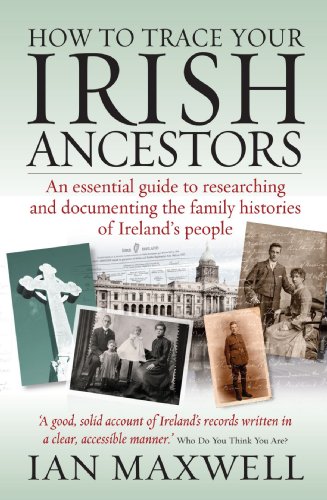 HOW TO TRACE YOUR
IRISH
ANCESTORS
An essential guide to researching
and documenting the family histories
of Ireland's people
'A good, solid account of Ireland's records written in
a clear, accessible manner.' Who Do You Think You Are?
IAN MAXWELL